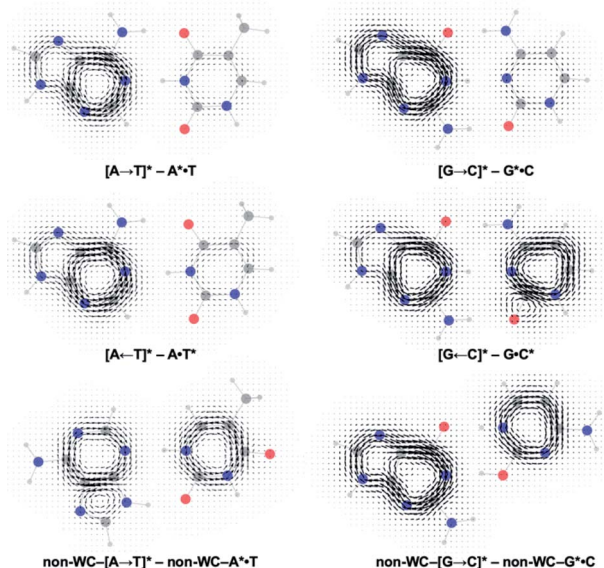 [A→T]* – A*•T
[G→C]* – G*•C
[A←T]* – A•T*
[G←C]* – G•C*
non-WC–[A→T]* – non-WC–A*•T
non-WC–[G→C]* – non-WC–G*•C